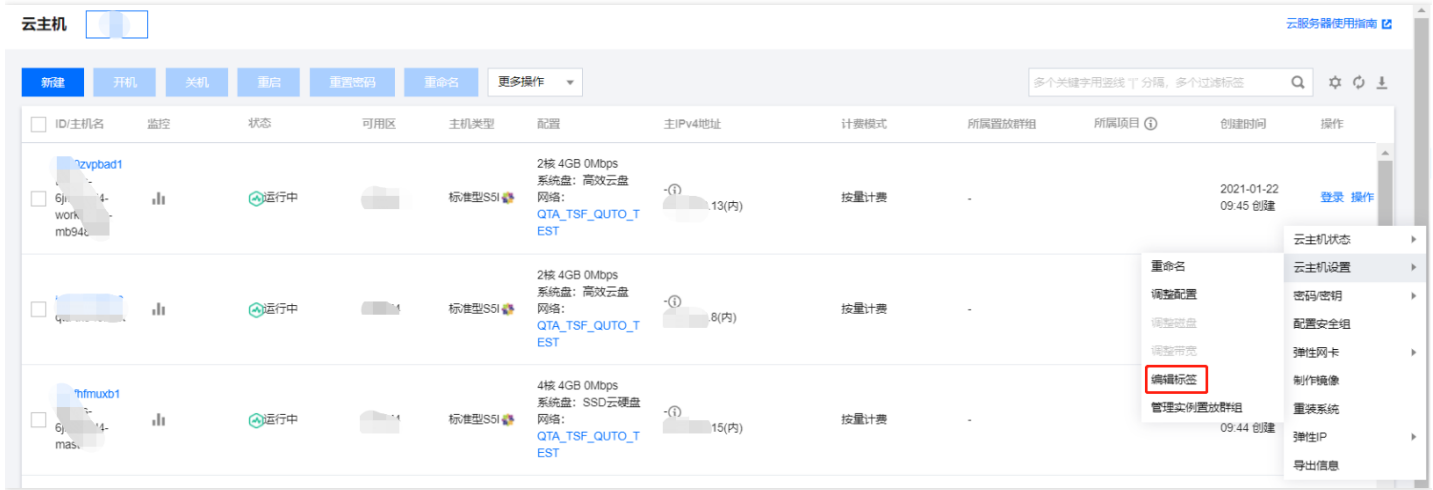 云主机
云服务器使用指南
新建 开机 关机 重启 重置密码 重命名 更多操作
多个关键字用竖线 "|" 分隔，多个过滤标签
ID/主机名 监控 状态 可用区 主机类型 配置 主IPv4地址 计费模式 所属置放群组 所属项目 创建时间 操作
zvpbad1
4-
mb948
运行中
标准型S5
2核 4GB 0Mbps
系统盘：高效云盘
网络：
QTA_TSF_QUTO_T
EST
-
.13(内)
按量计费
-
2021-01-22
09:45 创建
登录 操作
运行中
标准型S5
2核 4GB 0Mbps
系统盘：高效云盘
网络：
QTA_TSF_QUTO_T
EST
-
.8(内)
按量计费
-
fhfmuxb1
运行中
标准型S5
4核 4GB 0Mbps
系统盘：SSD云硬盘
网络：
QTA_TSF_QUTO_T
EST
-
15(内)
按量计费
-
09:44 创建
云主机状态
云主机设置
密码/密钥
配置安全组
弹性网卡
制作镜像
重装系统
弹性IP
导出信息
重命名
调整配置
调整磁盘
调整带宽
编辑标签
管理实例置放群组